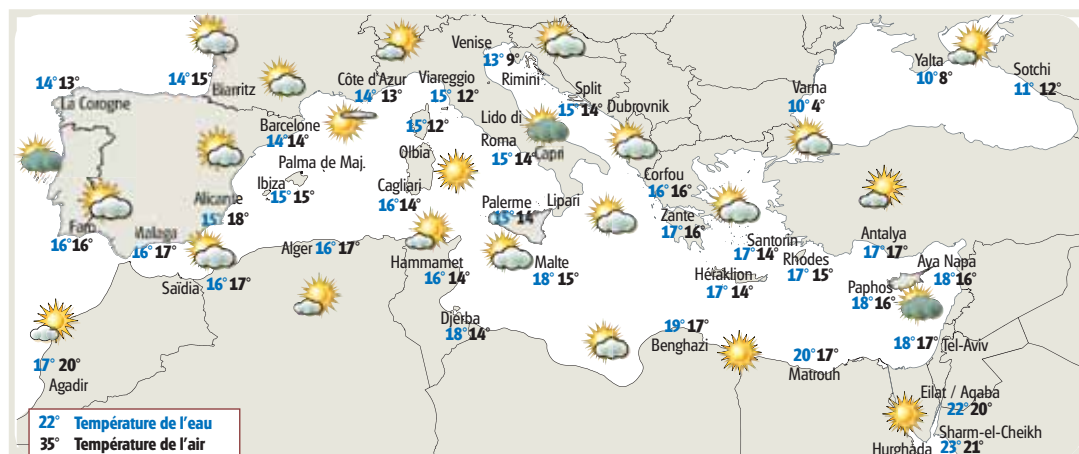 Venise
13° 9°
Rimini
Yalta
10° 8°
Sotchi
11° 12°
14° 13°
La Corogne
14° 15°
Biarritz
Côte d'Azur
14° 13°
Viareggio
15° 12°
Split
15° 14°
Dubrovnik
Varna
10° 4°
Barcelone
14° 14°
15° 12°
Olbia
Lido di
Roma
15° 14°
Capri
Palma de Maj.
Ibiza
15° 15°
Alicante
15° 18°
Cagliari
16° 14°
Palerme
15° 14°
Lipari
Corfou
16° 16°
Zante
17° 16°
Faro
16° 16°
Malaga
16° 17°
Alger 16° 17°
Saïdia
16° 17°
Hammamet
16° 14°
Malte
18° 15°
Santorin
17° 14°
Rhodes
17° 15°
Héraklion
17° 14°
Antalya
17° 17°
Aya Napa
18° 16°
Paphos
18° 16°
Djerba
18° 14°
19° 17°
Benghazi
20° 17°
Matrouh
18° 17°
Tel-Aviv
17° 20°
Agadir
Eilat / Aqaba
22° 20°
Sharm-el-Cheikh
23° 21°
Hurghada
22° Température de l'eau
35° Température de l'air